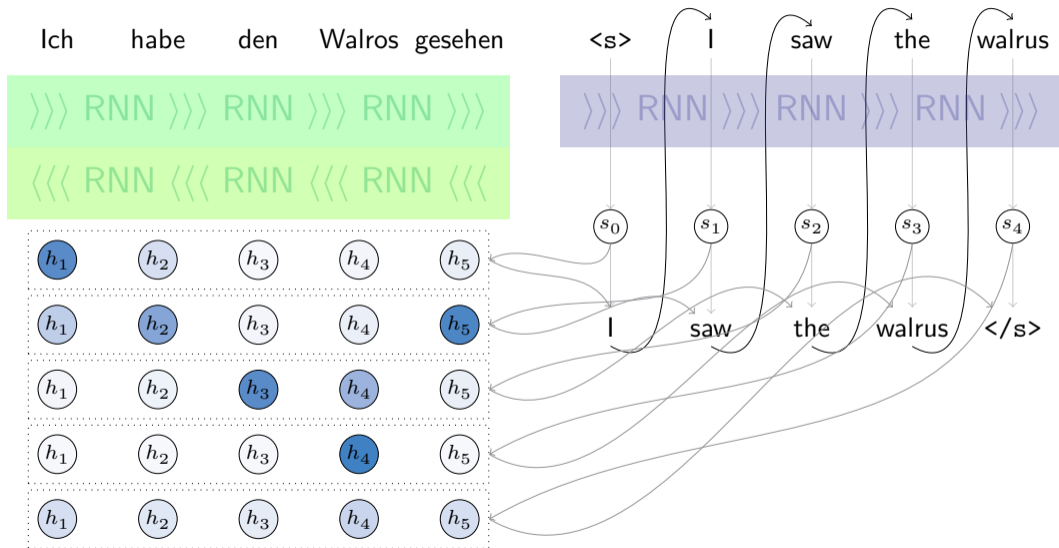 Ich habe den Walros gesehen <s> I saw the walrus
⟩⟩⟩ RNN ⟩⟩⟩ RNN ⟩⟩⟩ RNN ⟩⟩⟩ ⟩⟩⟩ RNN ⟩⟩⟩ RNN ⟩⟩⟩ RNN ⟩⟩⟩
⟨⟨⟨ RNN ⟨⟨⟨ RNN ⟨⟨⟨ RNN ⟨⟨⟨
s₀ s₁ s₂ s₃ s₄
h₁ h₂ h₃ h₄ h₅
h₁ h₂ h₃ h₄ h₅ I saw the walrus </s>
h₁ h₂ h₃ h₄ h₅
h₁ h₂ h₃ h₄ h₅
h₁ h₂ h₃ h₄ h₅